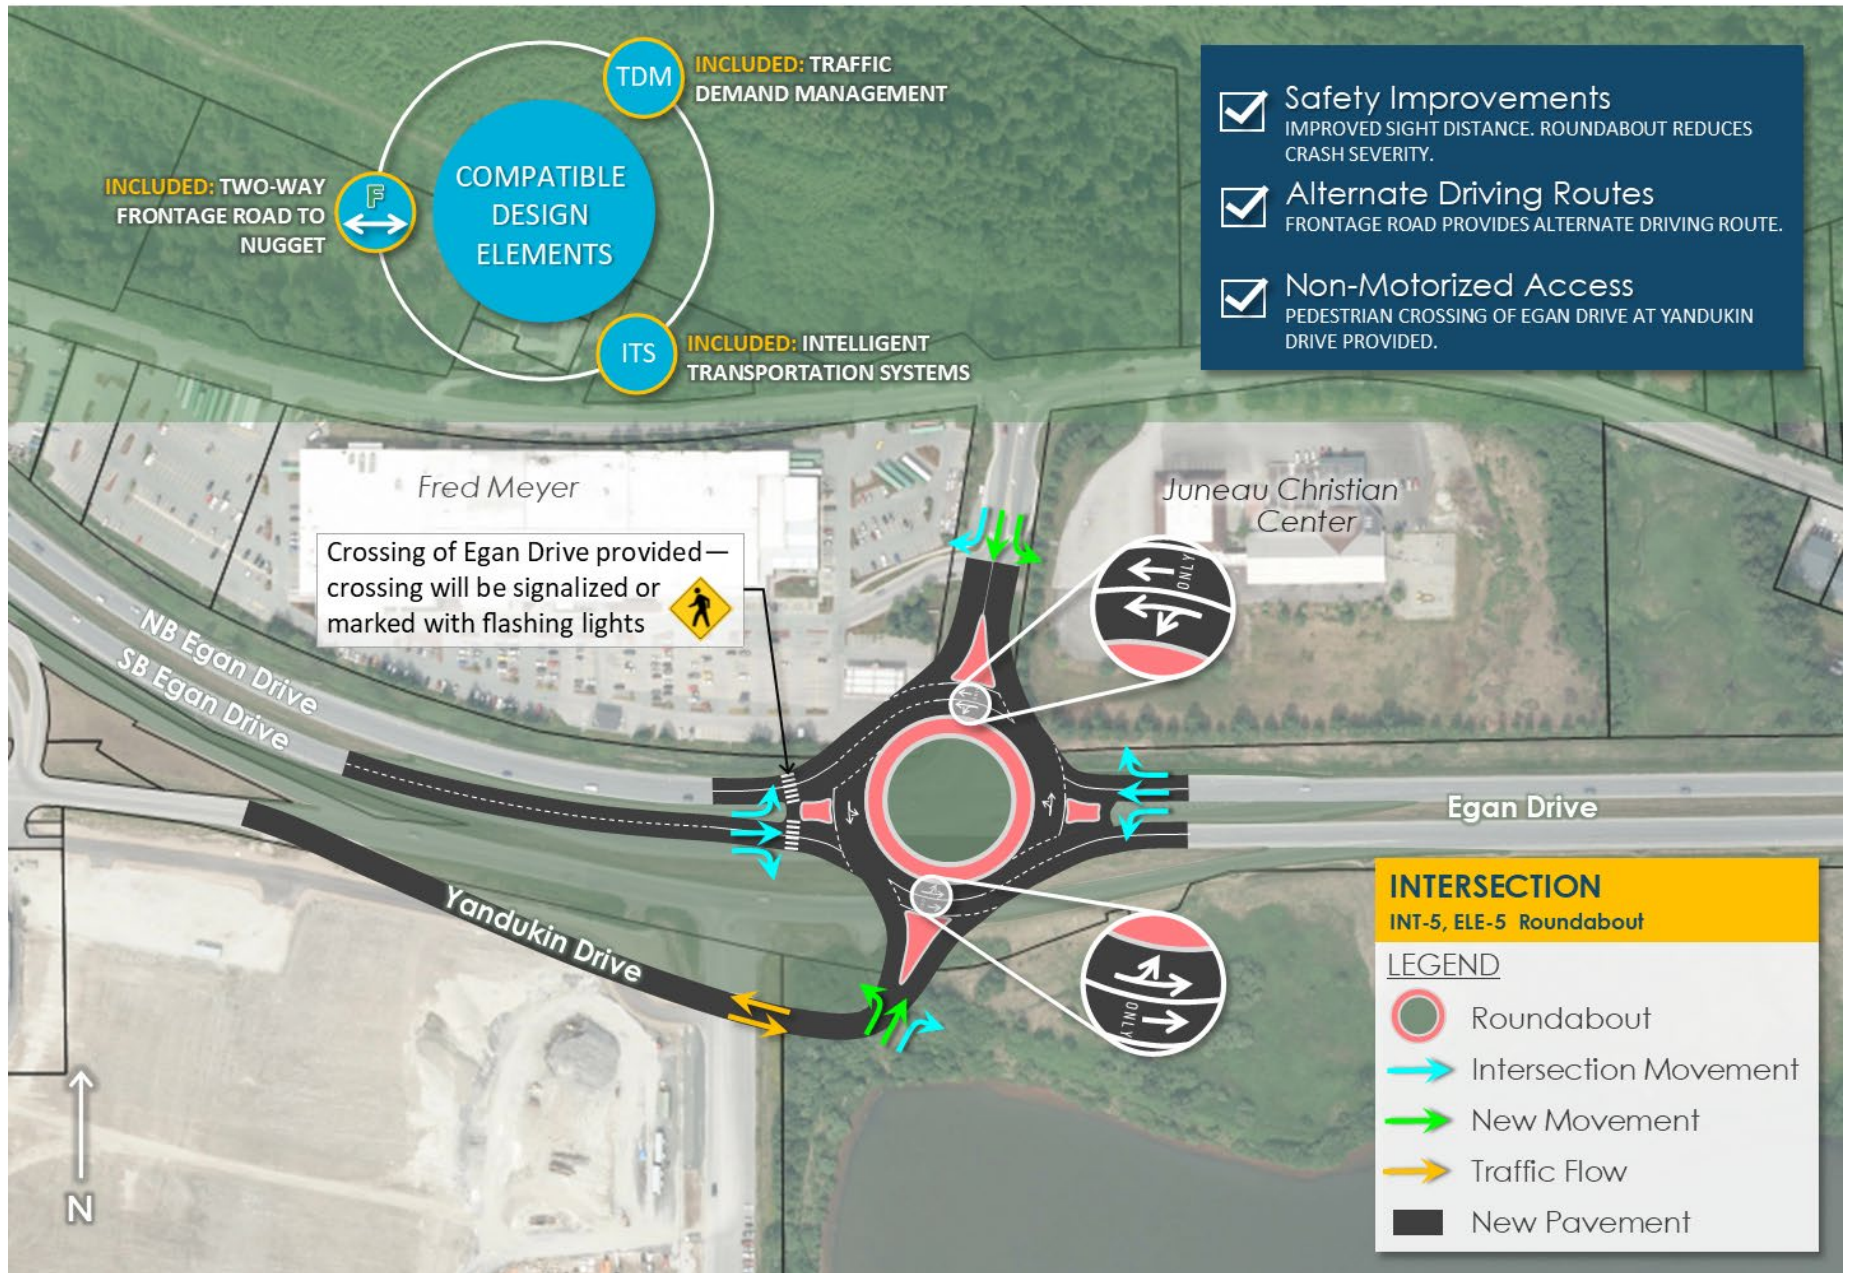 TDM
INCLUDED: TRAFFIC
DEMAND MANAGEMENT
COMPATIBLE
DESIGN
ELEMENTS
INCLUDED: TWO-WAY
FRONTAGE ROAD TO
NUGGET
F
ITS
INCLUDED: INTELLIGENT
TRANSPORTATION SYSTEMS
Safety Improvements
IMPROVED SIGHT DISTANCE. ROUNDABOUT REDUCES
CRASH SEVERITY.
Alternate Driving Routes
FRONTAGE ROAD PROVIDES ALTERNATE DRIVING ROUTE.
Non-Motorized Access
PEDESTRIAN CROSSING OF EGAN DRIVE AT YANDUKIN
DRIVE PROVIDED.
Fred Meyer
Juneau Christian
Center
Crossing of Egan Drive provided—
crossing will be signalized or
marked with flashing lights
ONLY
NB Egan Drive
SB Egan Drive
Egan Drive
Yandukin Drive
ONLY
INTERSECTION
INT-5, ELE-5 Roundabout
LEGEND
Roundabout
Intersection Movement
New Movement
Traffic Flow
New Pavement
N